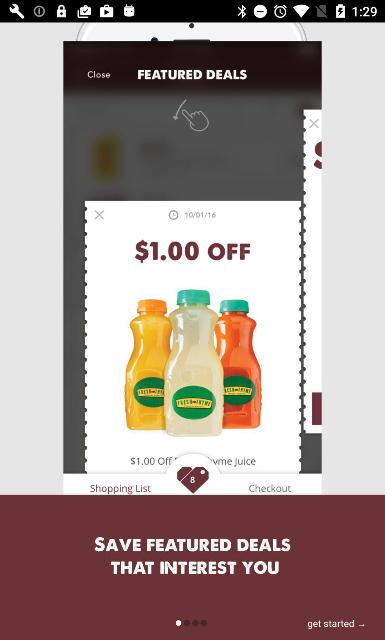 1:29
Close
FEATURED DEALS
10/01/16
$1.00 OFF
FRESH THYME
FRESH THYME
FRESH THYME
$1.00 Off hyme Juice
8
Shopping List
Checkout
SAVE FEATURED DEALS
THAT INTEREST YOU
get started →